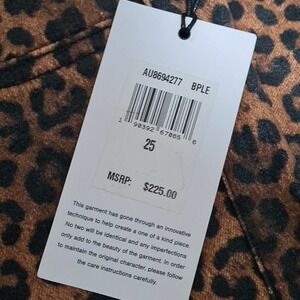 AU8694277 BPLE
1 90392 67085 6
25
MSRP: $225.00
This garment has gone through an innovative
technique to help create a one of a kind piece.
No two will be identical and any imperfections
only add to the beauty of the garment. In order
to maintain the original character, please follow
the care instructions carefully.